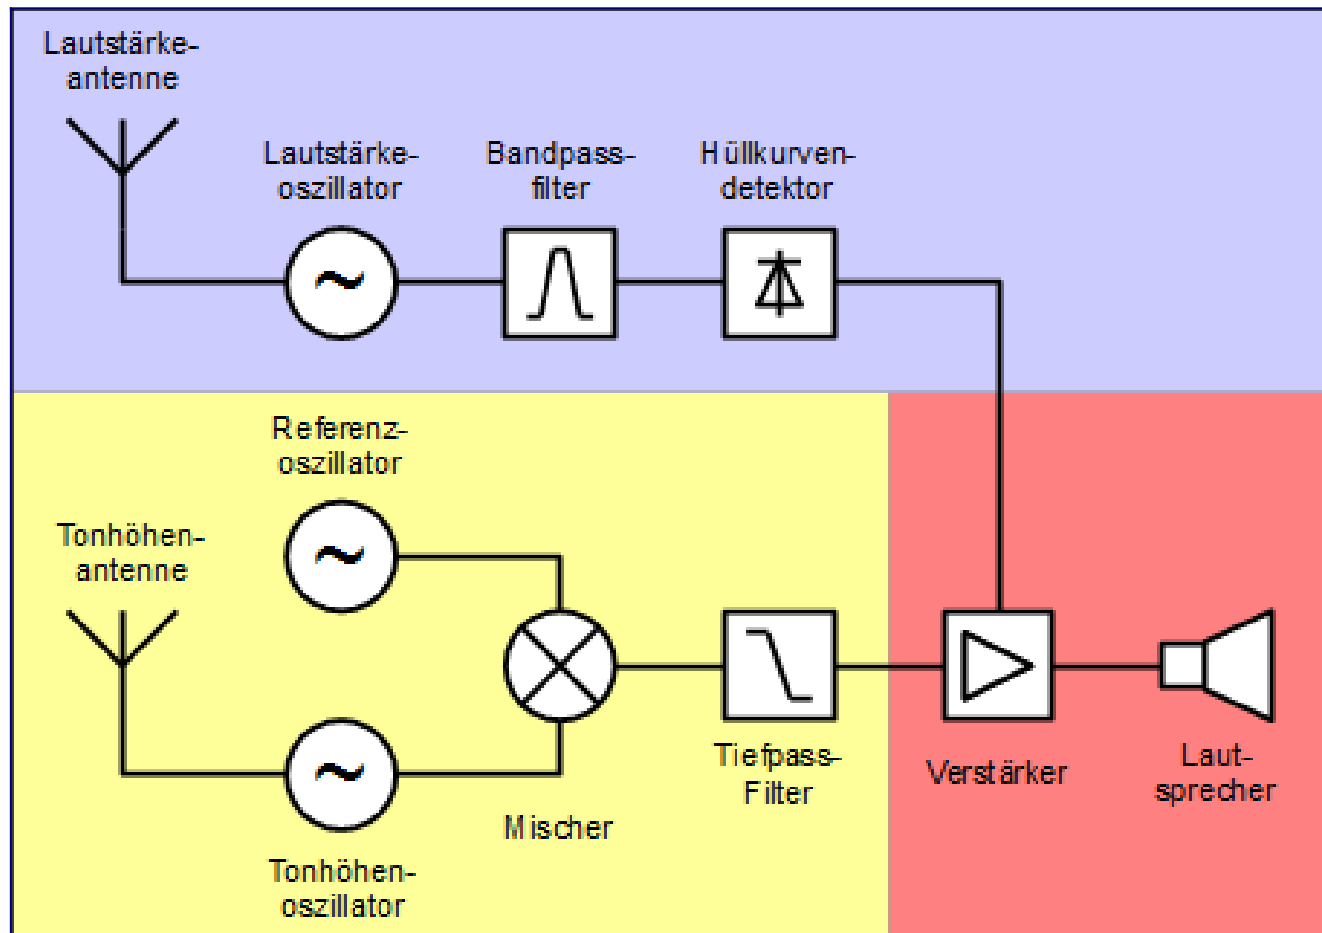 Lautstärke-
antenne
Lautstärke-
oszillator
Bandpass-
filter
Hüllkurven-
detektor
Referenz-
oszillator
Tonhöhen-
antenne
Tonhöhen-
oszillator
Mischer
Tiefpass-
Filter
Verstärker
Laut-
sprecher